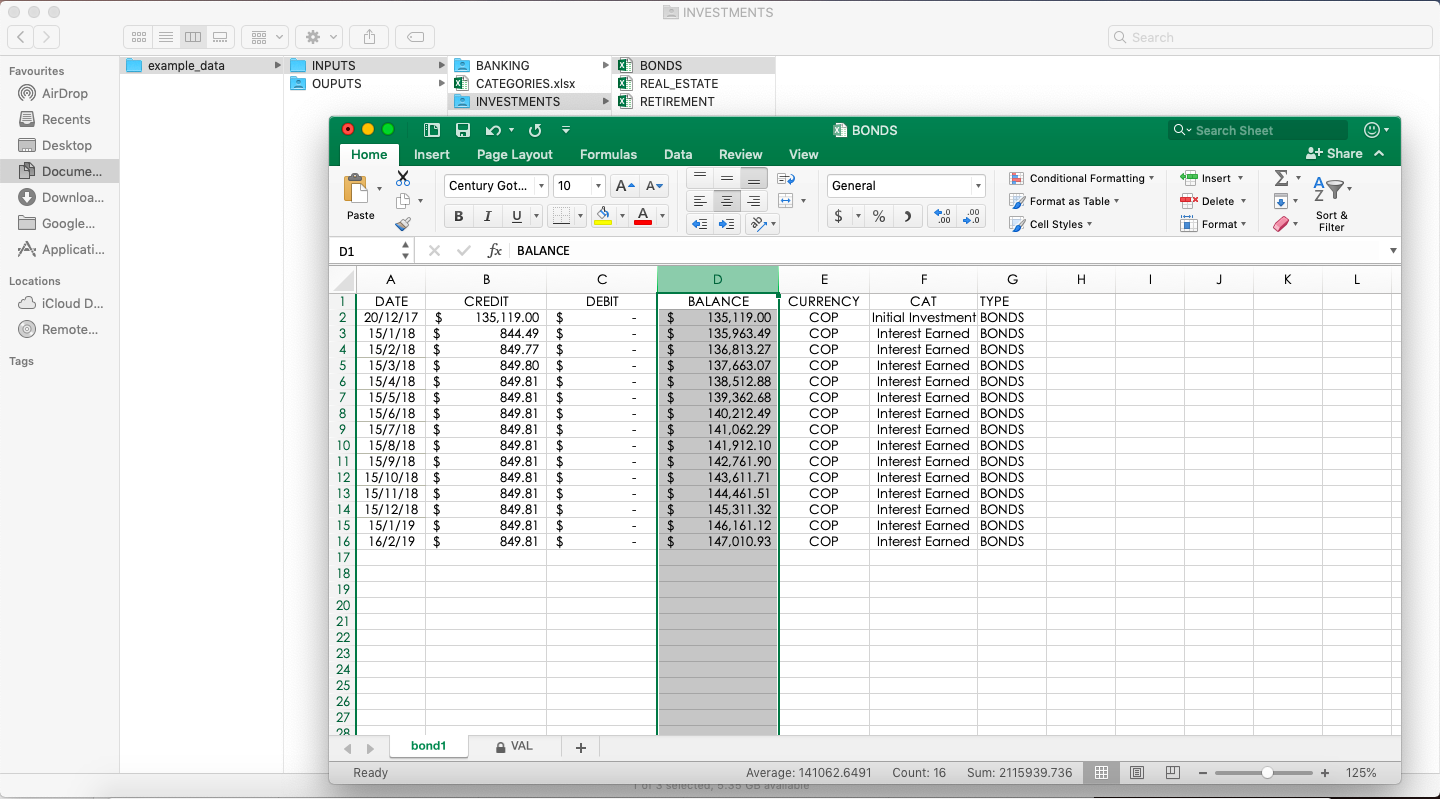 INVESTMENTS
Search
Favourites
AirDrop
Recents
Desktop
Docume...
Downloa...
Google...
Applicati...
Locations
iCloud D...
Remote...
Tags
example_data
INPUTS
OUPUTS
BANKING
CATEGORIES.xlsx
INVESTMENTS
BONDS
REAL_ESTATE
RETIREMENT
BONDS
Search Sheet
Home Insert Page Layout Formulas Data Review View Share
Paste
Century Got... 10
B I U
General
$ %
Conditional Formatting
Format as Table
Cell Styles
Insert
Delete
Format
Sort & Filter
D1 fx BALANCE
A B C D E F G H I J K L
1 DATE CREDIT DEBIT BALANCE CURRENCY CAT TYPE
2 20/12/17 $ 135,119.00 $ - $ 135,119.00 COP Initial Investment BONDS
3 15/1/18 $ 844.49 $ - $ 135,963.49 COP Interest Earned BONDS
4 15/2/18 $ 849.77 $ - $ 136,813.27 COP Interest Earned BONDS
5 15/3/18 $ 849.80 $ - $ 137,663.07 COP Interest Earned BONDS
6 15/4/18 $ 849.81 $ - $ 138,512.88 COP Interest Earned BONDS
7 15/5/18 $ 849.81 $ - $ 139,362.68 COP Interest Earned BONDS
8 15/6/18 $ 849.81 $ - $ 140,212.49 COP Interest Earned BONDS
9 15/7/18 $ 849.81 $ - $ 141,062.29 COP Interest Earned BONDS
10 15/8/18 $ 849.81 $ - $ 141,912.10 COP Interest Earned BONDS
11 15/9/18 $ 849.81 $ - $ 142,761.90 COP Interest Earned BONDS
12 15/10/18 $ 849.81 $ - $ 143,611.71 COP Interest Earned BONDS
13 15/11/18 $ 849.81 $ - $ 144,461.51 COP Interest Earned BONDS
14 15/12/18 $ 849.81 $ - $ 145,311.32 COP Interest Earned BONDS
15 15/1/19 $ 849.81 $ - $ 146,161.12 COP Interest Earned BONDS
16 16/2/19 $ 849.81 $ - $ 147,010.93 COP Interest Earned BONDS
17
18
19
20
21
22
23
24
25
26
27
28
bond1 VAL +
Ready Average: 141062.6491 Count: 16 Sum: 2115939.736 125%
1 of 3 selected, 5.35 GB available